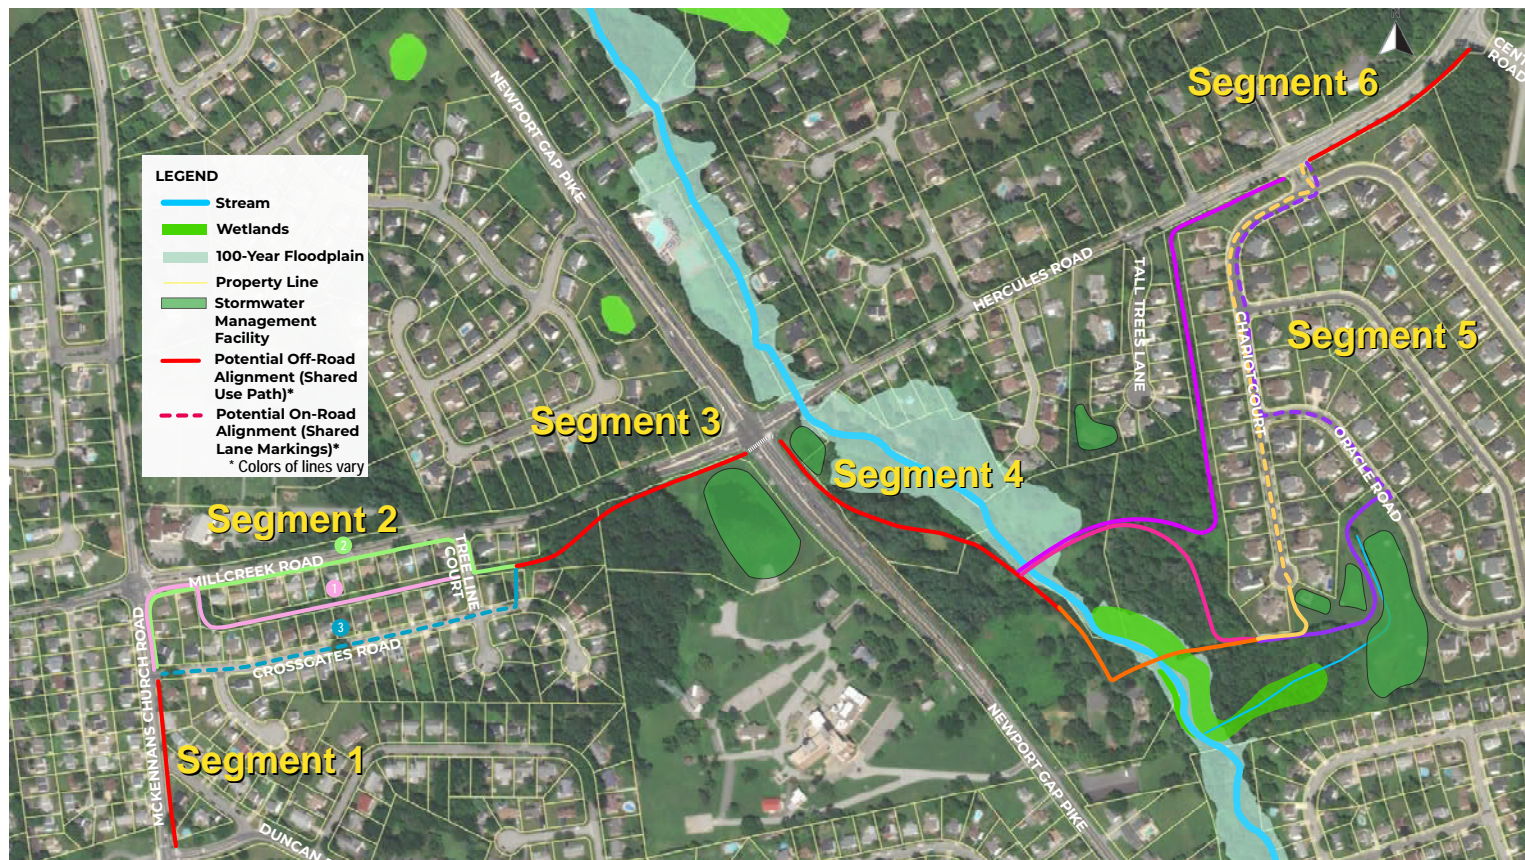 N
CENT
ROAD
Segment 6
NEWPORT GAP PIKE
LEGEND
Stream
Wetlands
100-Year Floodplain
Property Line
Stormwater
Management
Facility
Potential Off-Road
Alignment (Shared
Use Path)*
Potential On-Road
Alignment (Shared
Lane Markings)*
* Colors of lines vary
HERCULES ROAD
TALL TREES LANE
CHARIOT COURT
Segment 5
ORACLE ROAD
Segment 3
Segment 4
Segment 2
2
MILLCREEK ROAD
TREE LINE
COURT
1
3
CROSSGATES ROAD
MCKENNANS CHURCH ROAD
Segment 1
DUNCAN
NEWPORT GAP PIKE